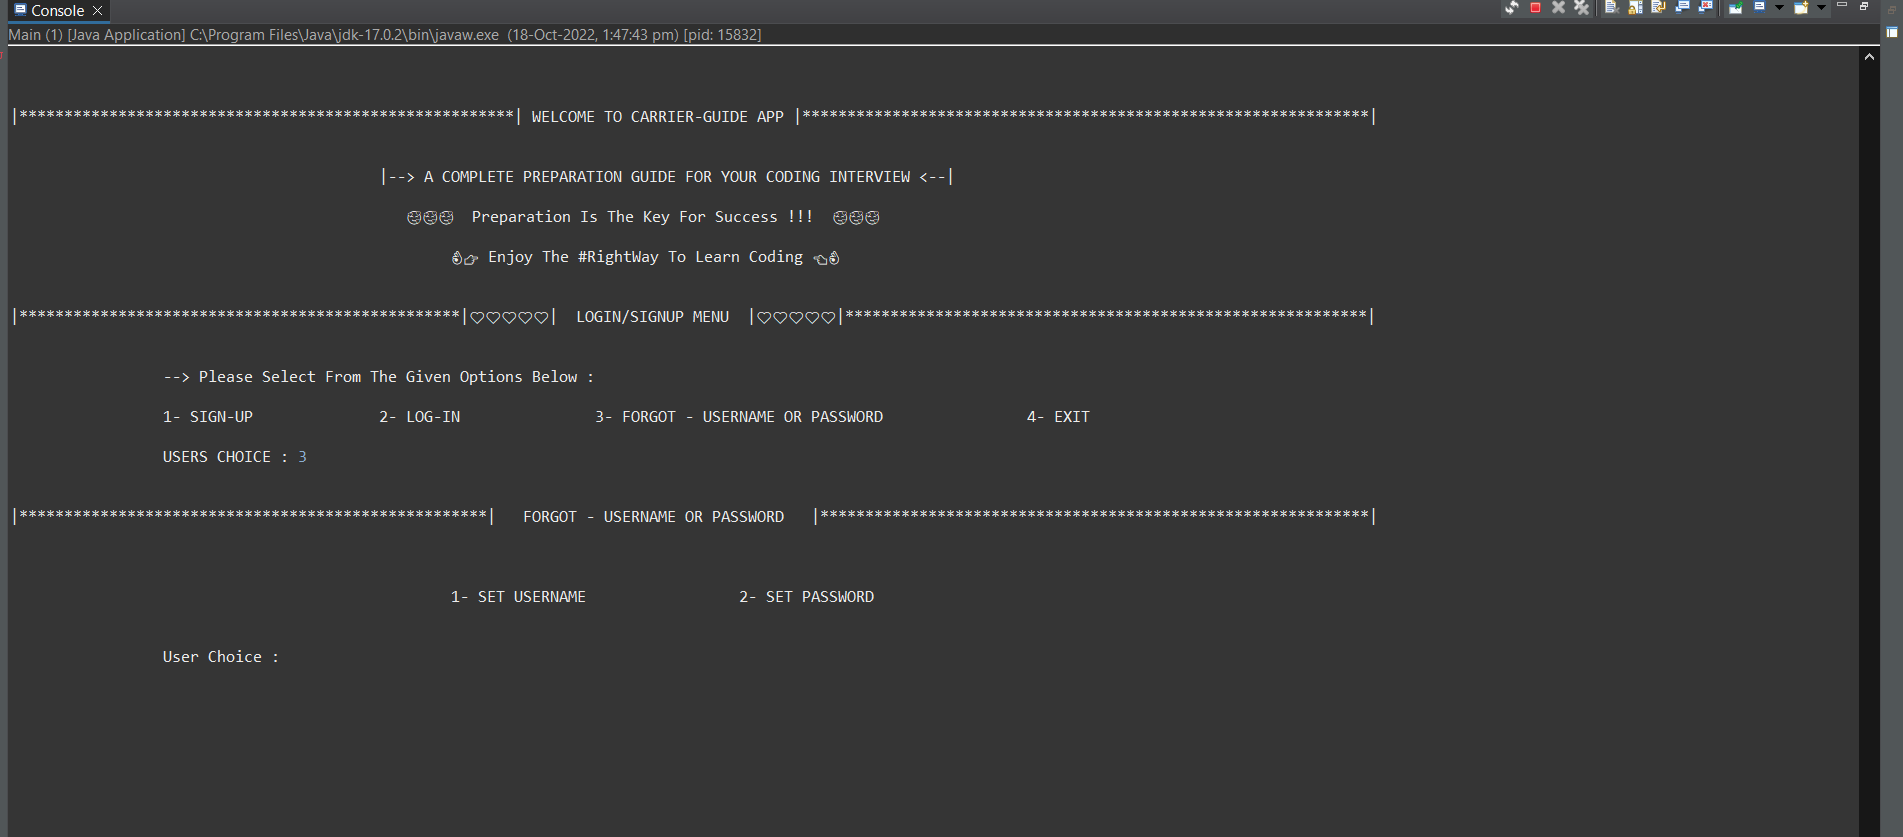 Console
Main (1) [Java Application] C:\Program Files\Java\jdk-17.0.2\bin\javaw.exe (18-Oct-2022, 1:47:43 pm) [pid: 15832]
|*******************************************************| WELCOME TO CARRIER-GUIDE APP |***************************************************************|
|--> A COMPLETE PREPARATION GUIDE FOR YOUR CODING INTERVIEW <--|
Preparation Is The Key For Success !!!
Enjoy The #RightWay To Learn Coding
|*************************************************|♡♡♡♡♡| LOGIN/SIGNUP MENU |♡♡♡♡♡|**********************************************************|
--> Please Select From The Given Options Below :
1- SIGN-UP 2- LOG-IN 3- FORGOT - USERNAME OR PASSWORD 4- EXIT
USERS CHOICE : 3
|****************************************************| FORGOT - USERNAME OR PASSWORD |*************************************************************|
1- SET USERNAME 2- SET PASSWORD
User Choice :